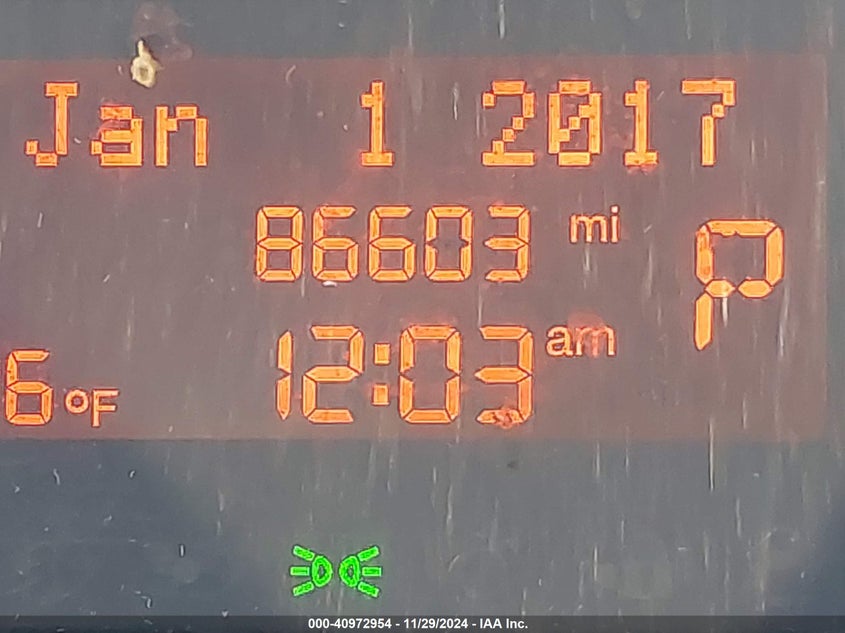 Jan 1 2017
86603 mi
P
12:03 am
6 °F
000-40972954 - 11/29/2024 - IAA Inc.